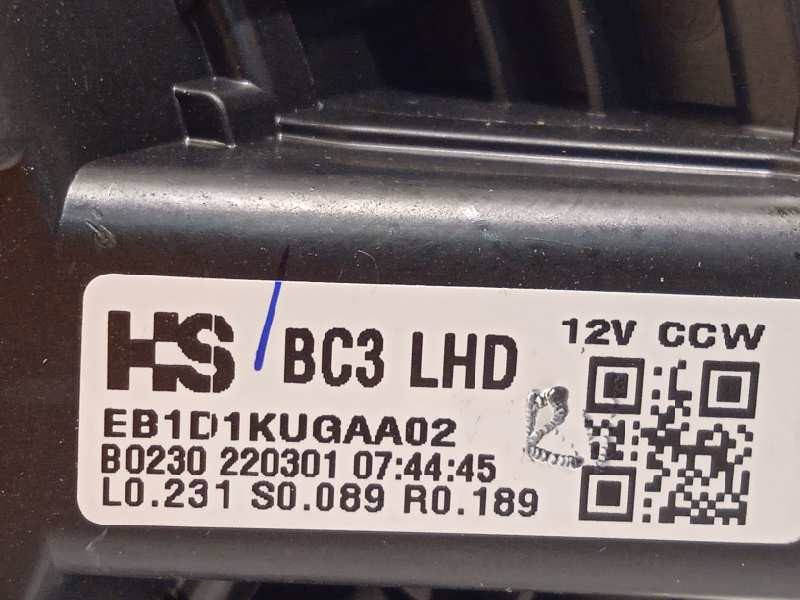 HS BC3 LHD 12V CCW
EB1D1KUGAA02
B0230 220301 07:44:45
L0.231 S0.089 R0.189